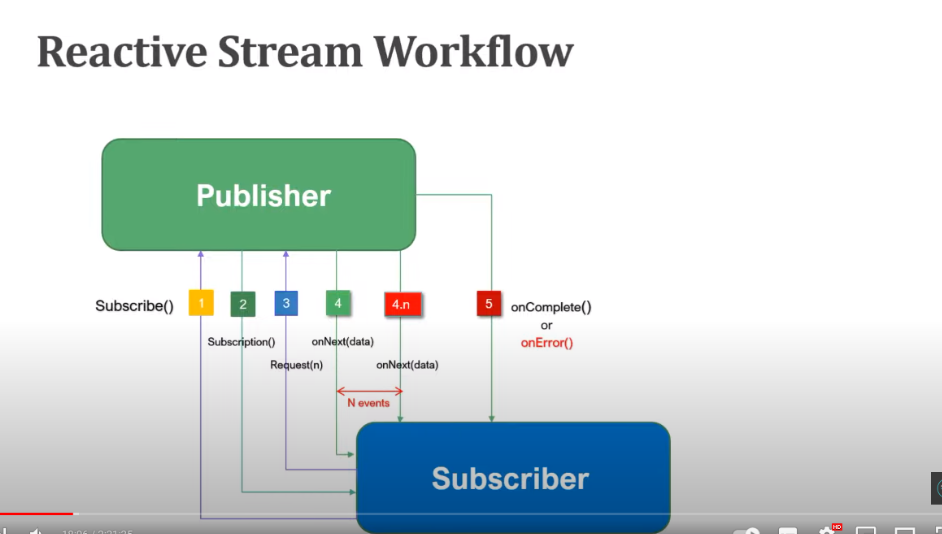 Reactive Stream Workflow
Publisher
Subscribe()
1
2
3
4
4.n
5
onComplete()
or
onError()
Subscription()
onNext(data)
Request(n)
onNext(data)
N events
Subscriber
HD